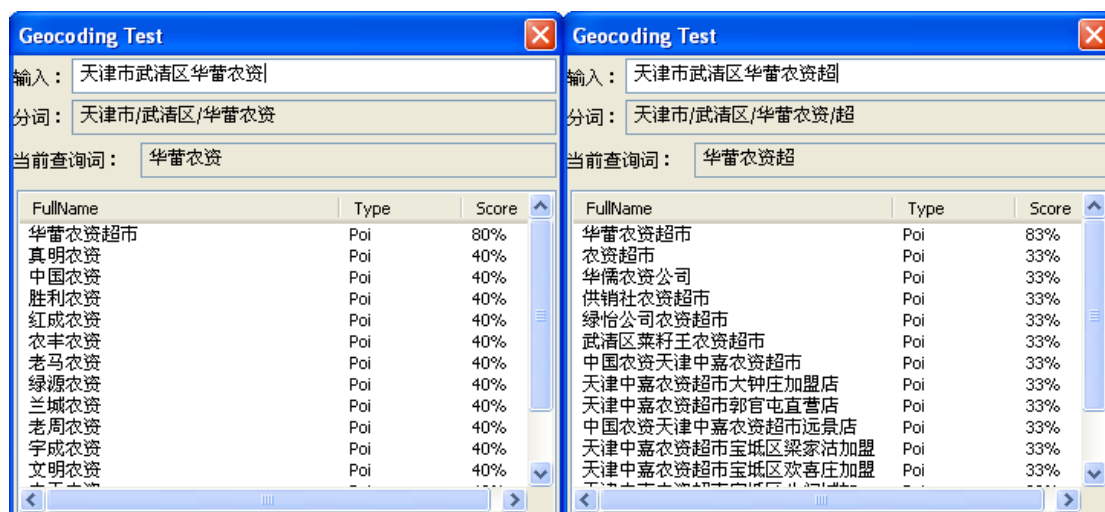 Geocoding Test
输入： 天津市武清区华蕾农资
分词： 天津市/武清区/华蕾农资
当前查询词： 华蕾农资
FullName Type Score
华蕾农资超市 Poi 80%
真明农资 Poi 40%
中国农资 Poi 40%
胜利农资 Poi 40%
红成农资 Poi 40%
农丰农资 Poi 40%
老马农资 Poi 40%
绿源农资 Poi 40%
兰城农资 Poi 40%
老周农资 Poi 40%
宇成农资 Poi 40%
文明农资 Poi 40%
Geocoding Test
输入： 天津市武清区华蕾农资超
分词： 天津市/武清区/华蕾农资/超
当前查询词： 华蕾农资超
FullName Type Score
华蕾农资超市 Poi 83%
农资超市 Poi 33%
华儒农资公司 Poi 33%
供销社农资超市 Poi 33%
绿怡公司农资超市 Poi 33%
武清区菜籽王农资超市 Poi 33%
中国农资天津中嘉农资超市 Poi 33%
天津中嘉农资超市大钟庄加盟店 Poi 33%
天津中嘉农资超市郭官屯直营店 Poi 33%
中国农资天津中嘉农资超市远景店 Poi 33%
天津中嘉农资超市宝坻区梁家沽加盟 Poi 33%
天津中嘉农资超市宝坻区欢喜庄加盟 Poi 33%